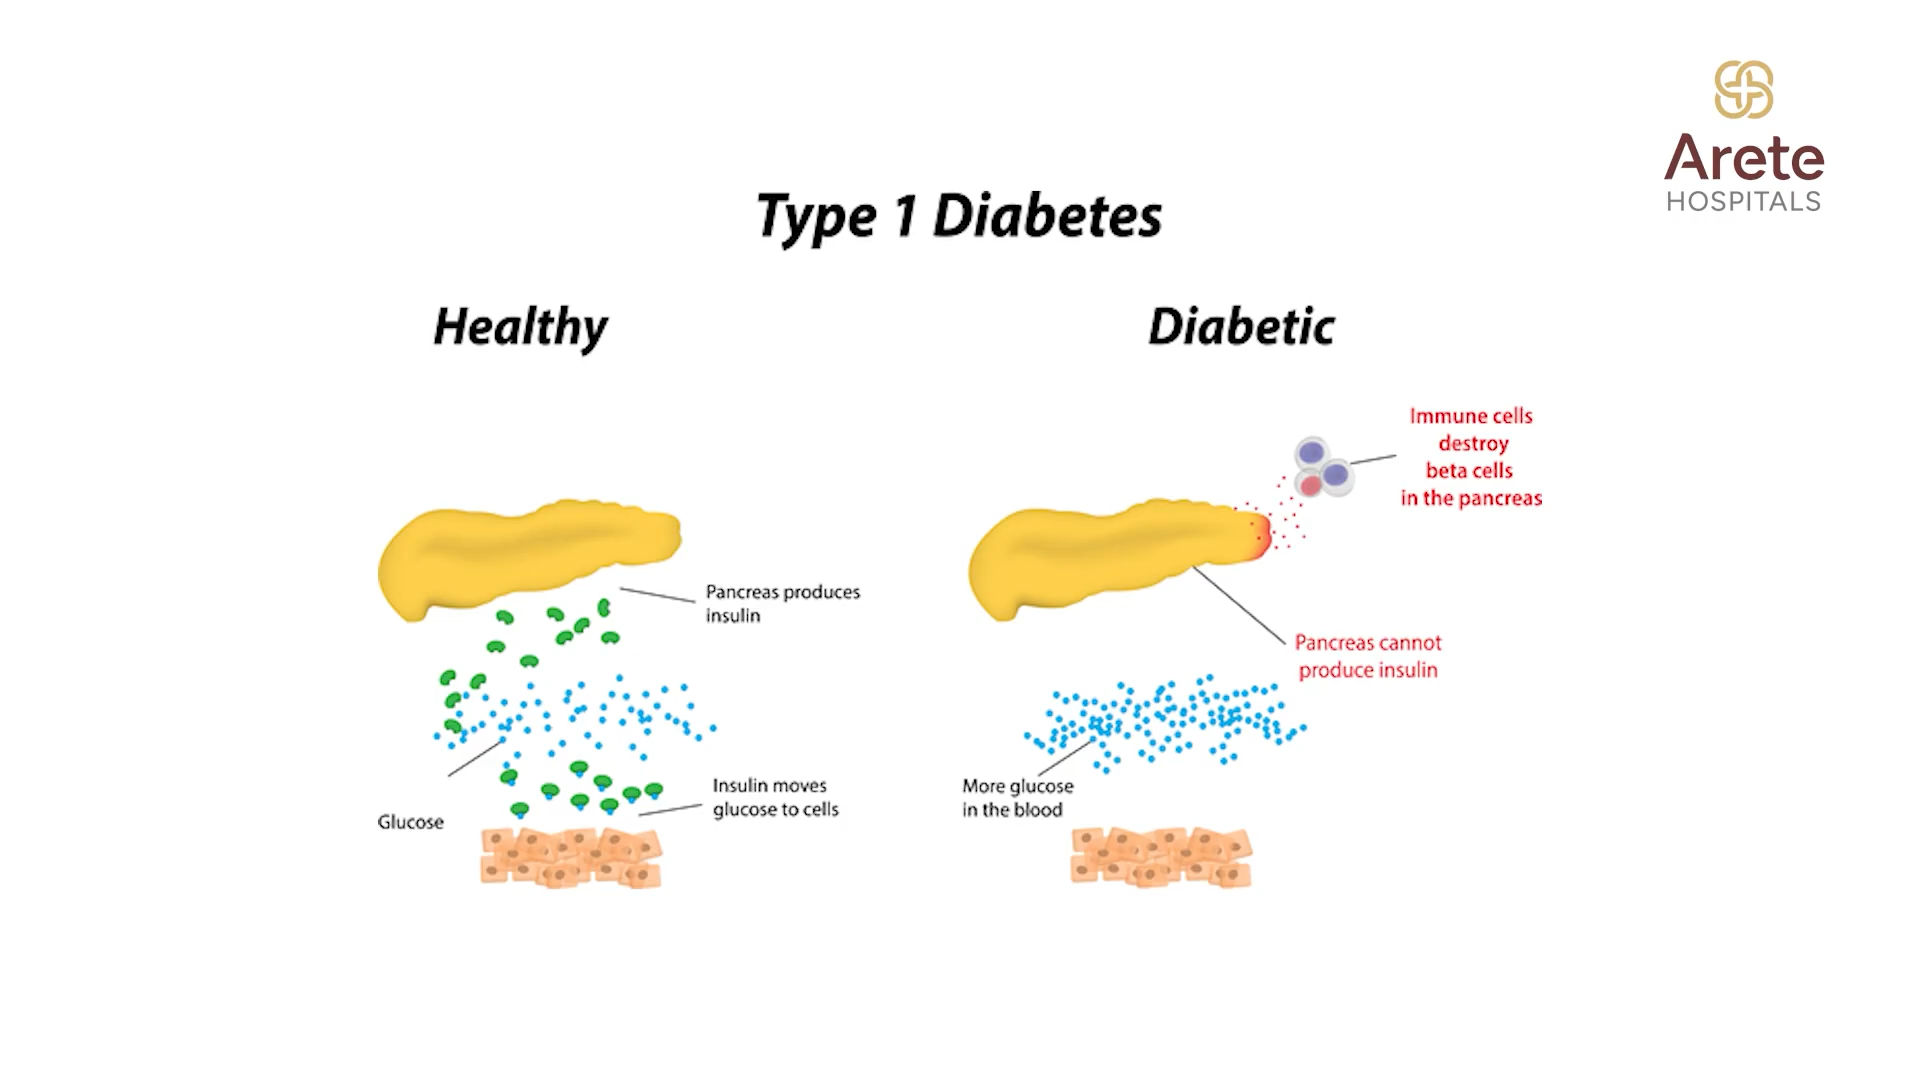 Arete
HOSPITALS
Type 1 Diabetes
Healthy
Diabetic
Immune cells
destroy
beta cells
in the pancreas
Pancreas produces
insulin
Pancreas cannot
produce insulin
Insulin moves
glucose to cells
Glucose
More glucose
in the blood